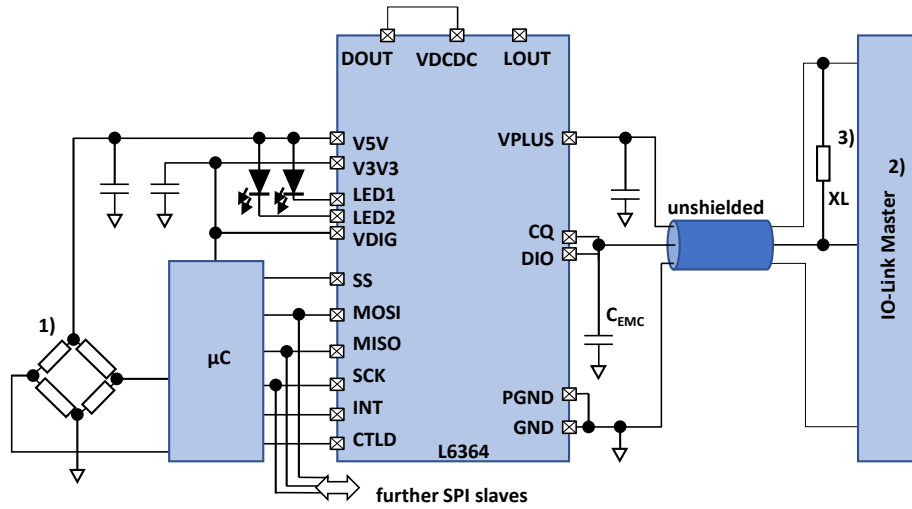 DOUT
VDCDC
LOUT
V5V
V3V3
LED1
LED2
VDIG
SS
MOSI
MISO
SCK
INT
CTLD
VPLUS
CQ
DIO
PGND
GND
L6364
1)
µC
further SPI slaves
CEMC
unshielded
3)
XL
2)
IO-Link Master